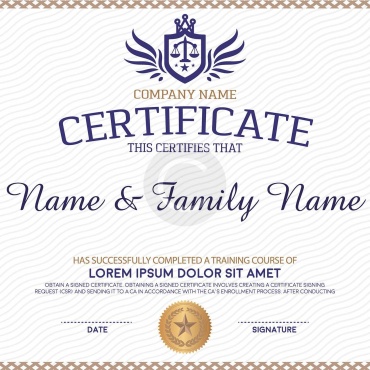 COMPANY NAME
CERTIFICATE
THIS CERTIFIES THAT
Name & Family Name
HAS SUCCESSFULLY COMPLETED A TRAINING COURSE OF
LOREM IPSUM DOLOR SIT AMET
OBTAIN A SIGNED CERTIFICATE. OBTAINING A SIGNED CERTIFICATE INVOLVES CREATING A CERTIFICATE SIGNING
REQUEST (CSR) AND SENDING IT TO A CA IN ACCORDANCE WITH THE CA'S ENROLLMENT PROCESS. AFTER CONDUCTING
DATE
SIGNATURE